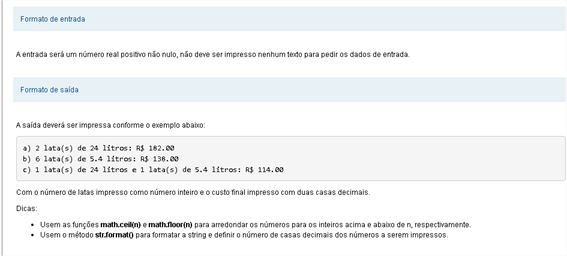 Formato de entrada
A entrada será um número real positivo não nulo, não deve ser impresso nenhum texto para pedir os dados de entrada.
Formato de saída
A saída deverá ser impressa conforme o exemplo abaixo:
a) 2 lata(s) de 24 litros: R$ 182.00
b) 6 lata(s) de 5.4 litros: R$ 138.00
c) 1 lata(s) de 24 litros e 1 lata(s) de 5.4 litros: R$ 114.00
Com o número de latas impresso como número inteiro e o custo final impresso com duas casas decimais.
Dicas:
• Usem as funções math.ceil(n) e math.floor(n) para arredondar os números para os inteiros acima e abaixo de n, respectivamente.
• Usem o método str.format() para formatar a string e definir o número de casas decimais dos números a serem impressos.